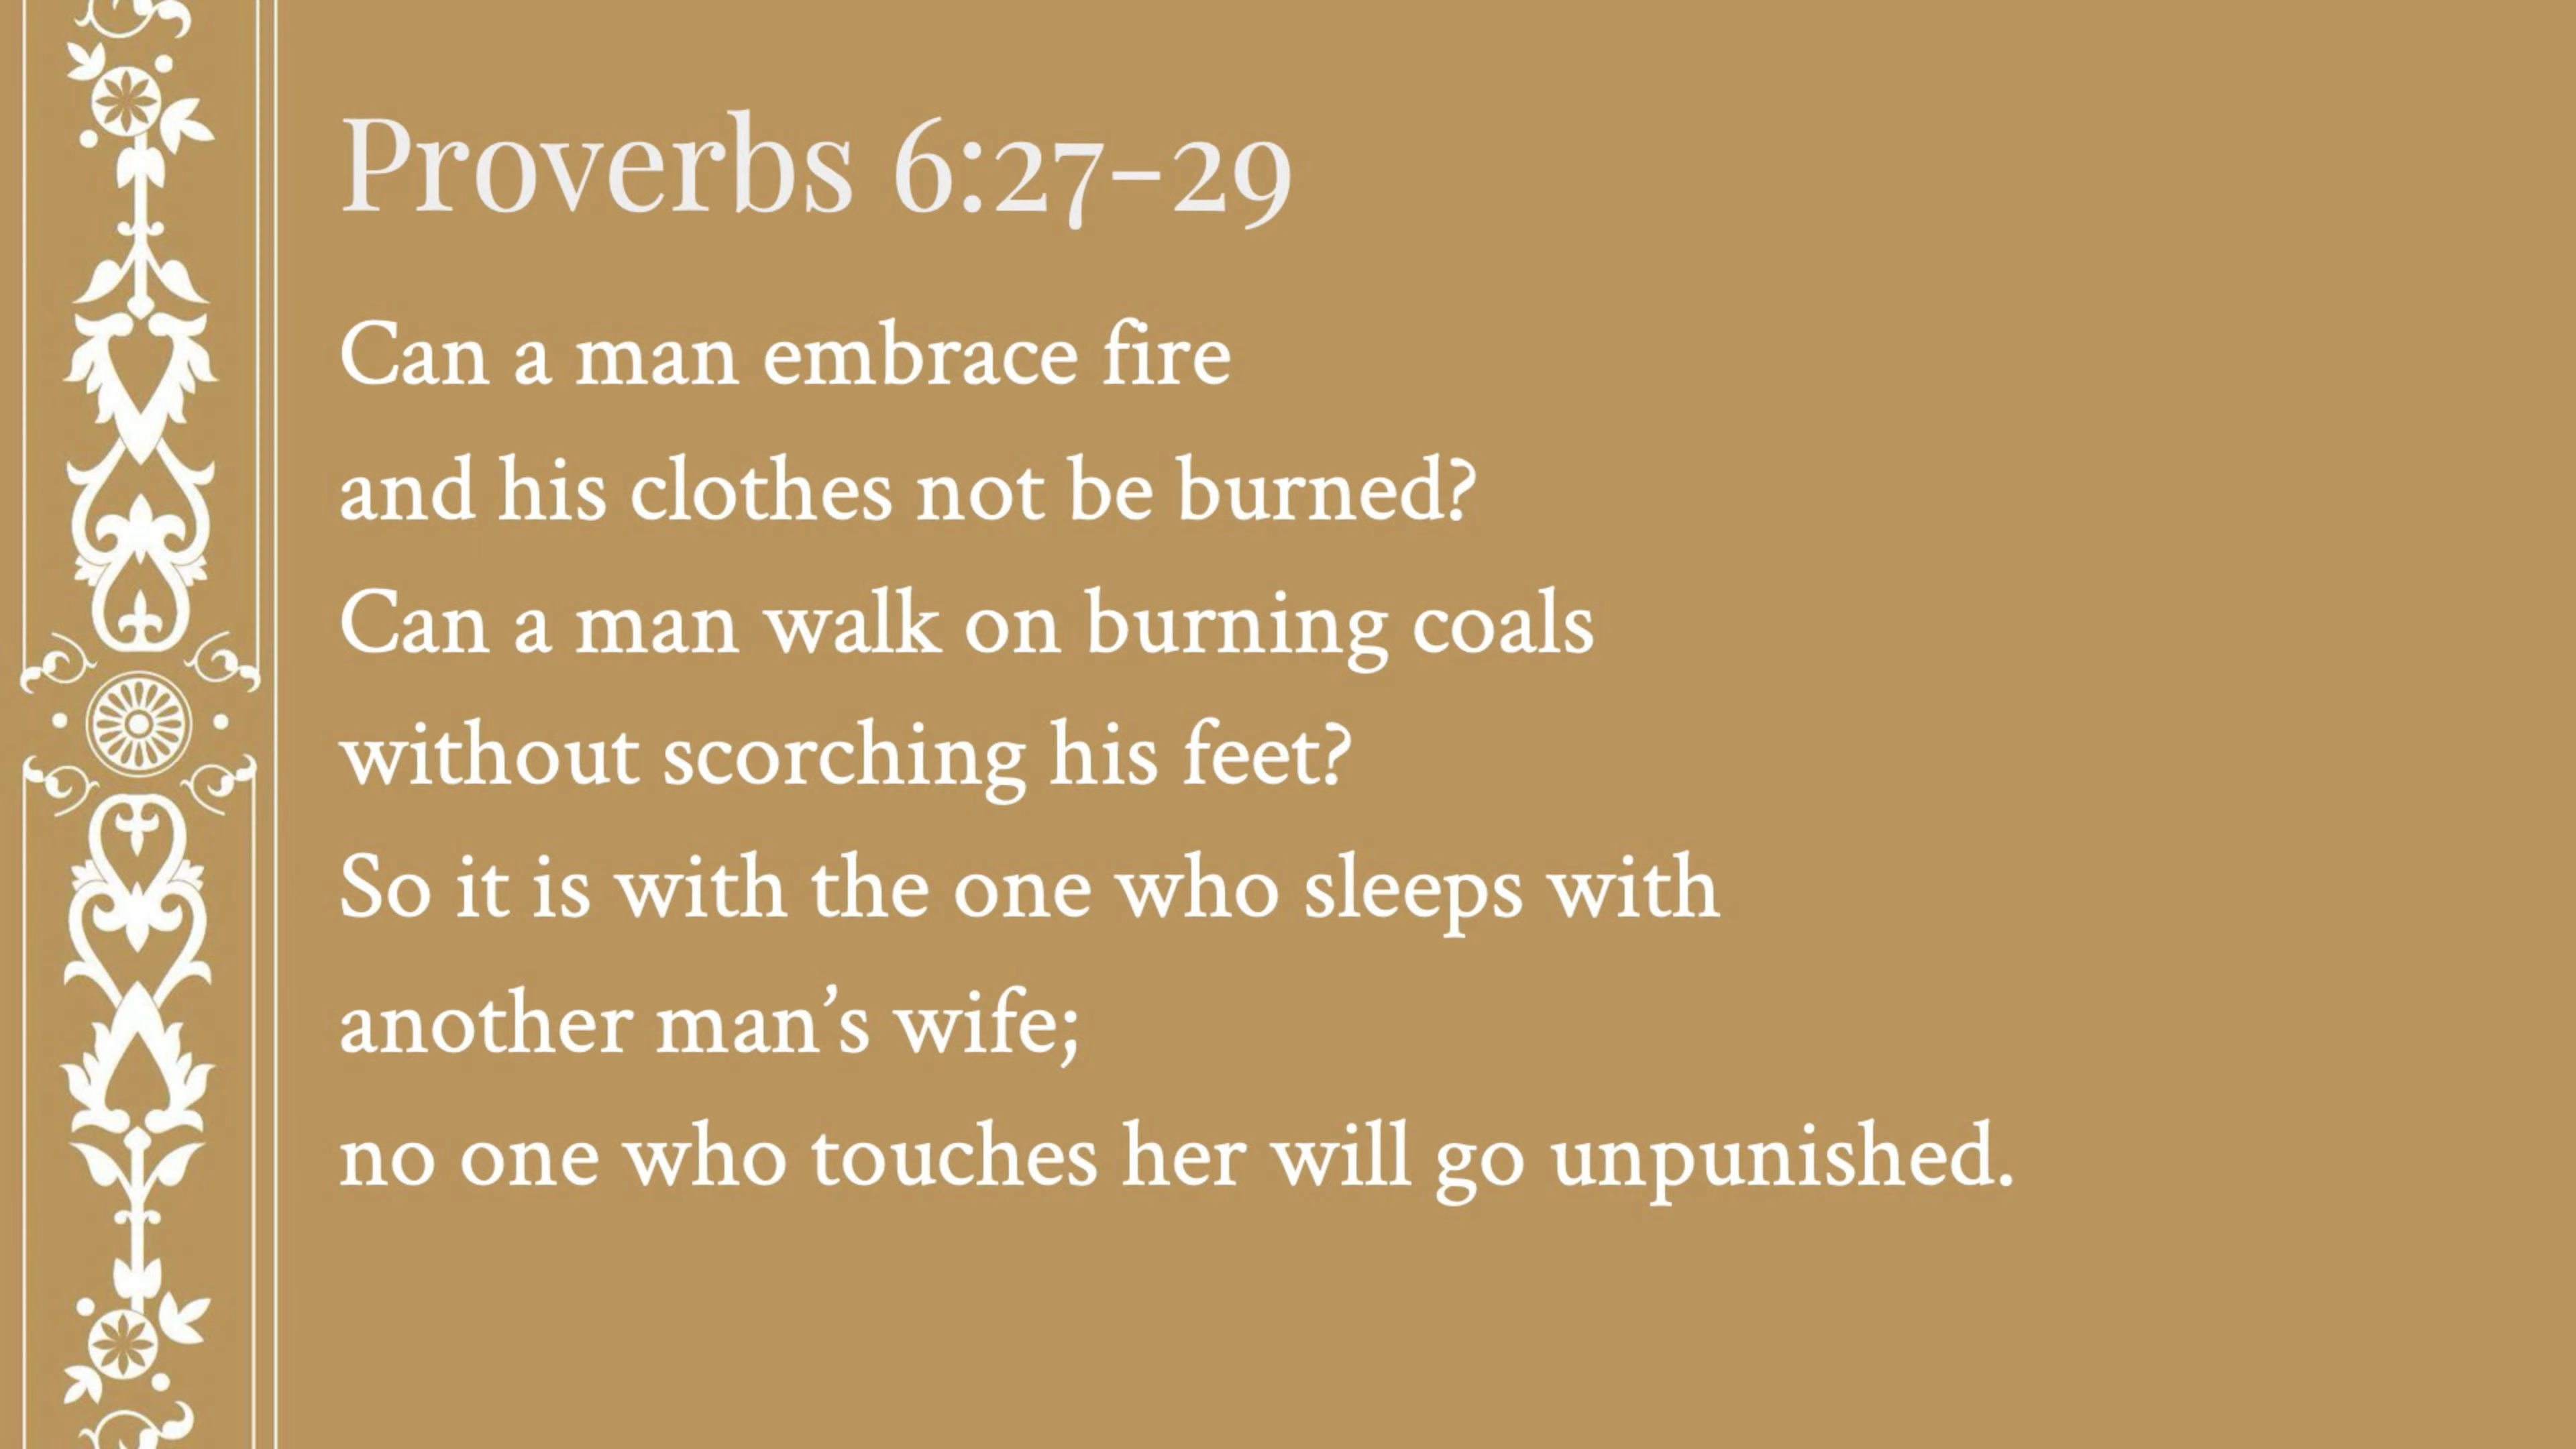 Proverbs 6:27–29
Can a man embrace fire
and his clothes not be burned?
Can a man walk on burning coals
without scorching his feet?
So it is with the one who sleeps with
another man’s wife;
no one who touches her will go unpunished.